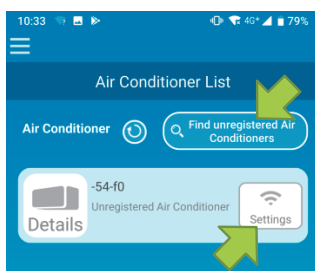 10:33 4G+ 79%
Air Conditioner List
Air Conditioner
Find unregistered Air
Conditioners
-54-f0
Unregistered Air Conditioner
Details
Settings